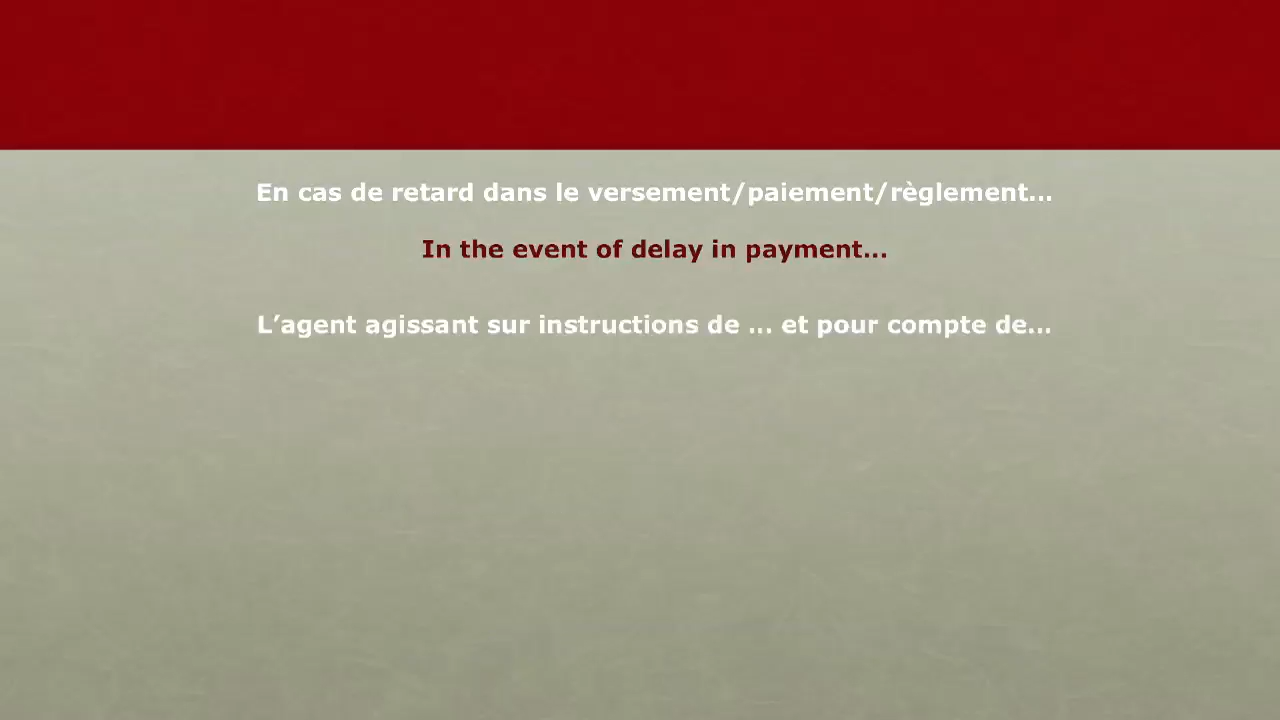 En cas de retard dans le versement/paiement/règlement...
In the event of delay in payment...
L’agent agissant sur instructions de ... et pour compte de...